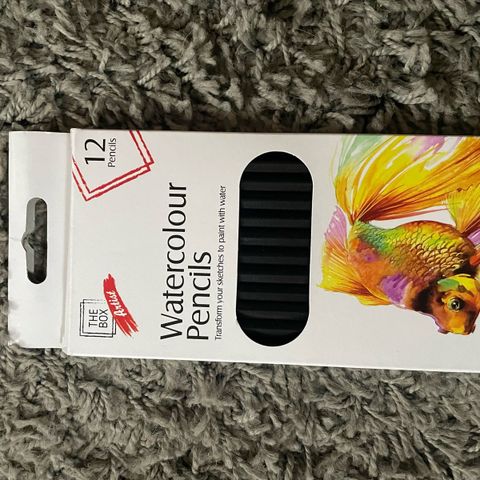 THE
BOX
Artist
12
Pencils
Watercolour
Pencils
Transform your sketches to paint with water